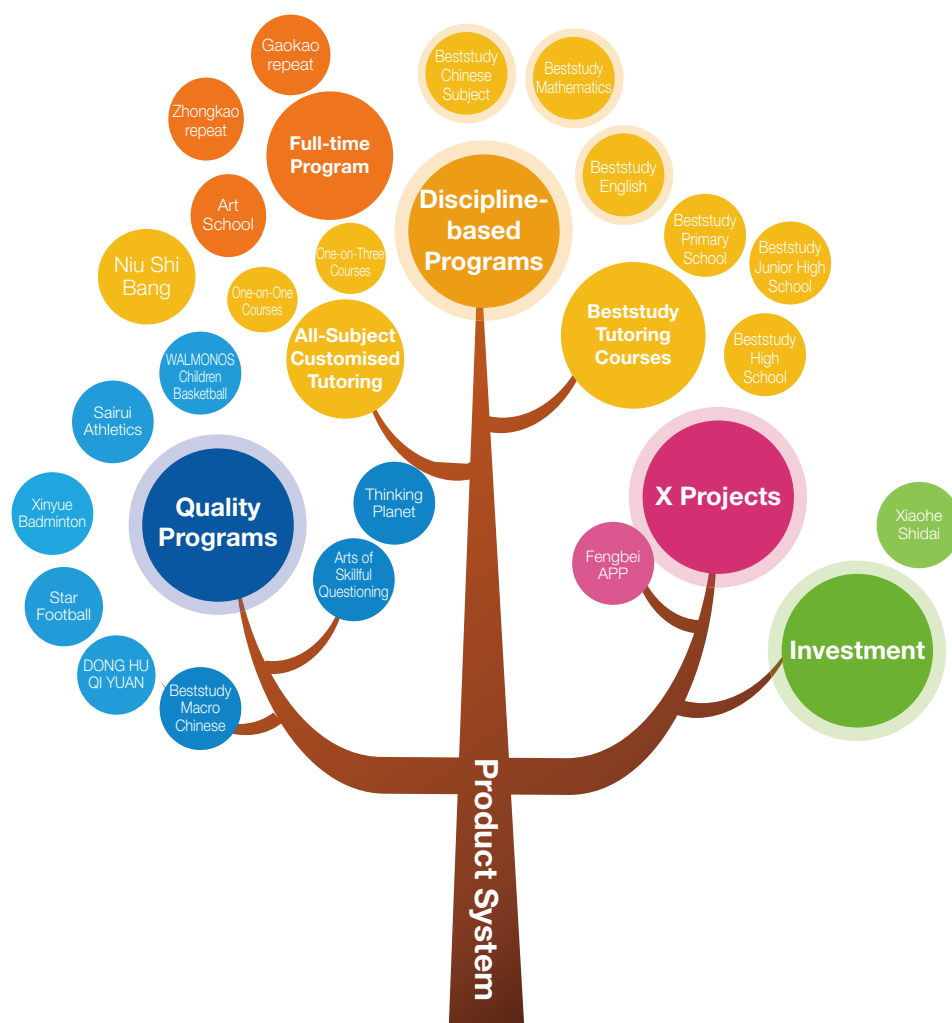 Gaokao
repeat
Zhongkao
repeat
Full-time
Program
Art
School
Niu Shi
Bang
One-on-One
Courses
One-on-Three
Courses
All-Subject
Customised
Tutoring
Beststudy
Chinese
Subject
Beststudy
Mathematics
Beststudy
English
Discipline-
based
Programs
Beststudy
Primary
School
Beststudy
Junior High
School
Beststudy
High
School
Beststudy
Tutoring
Courses
WALMONOS
Children
Basketball
Sairui
Athletics
Xinyue
Badminton
Star
Football
DONG HU
QI YUAN
Beststudy
Macro
Chinese
Quality
Programs
Thinking
Planet
Arts of
Skillful
Questioning
X Projects
Fengbei
APP
Xiaohe
Shidai
Investment
Product System